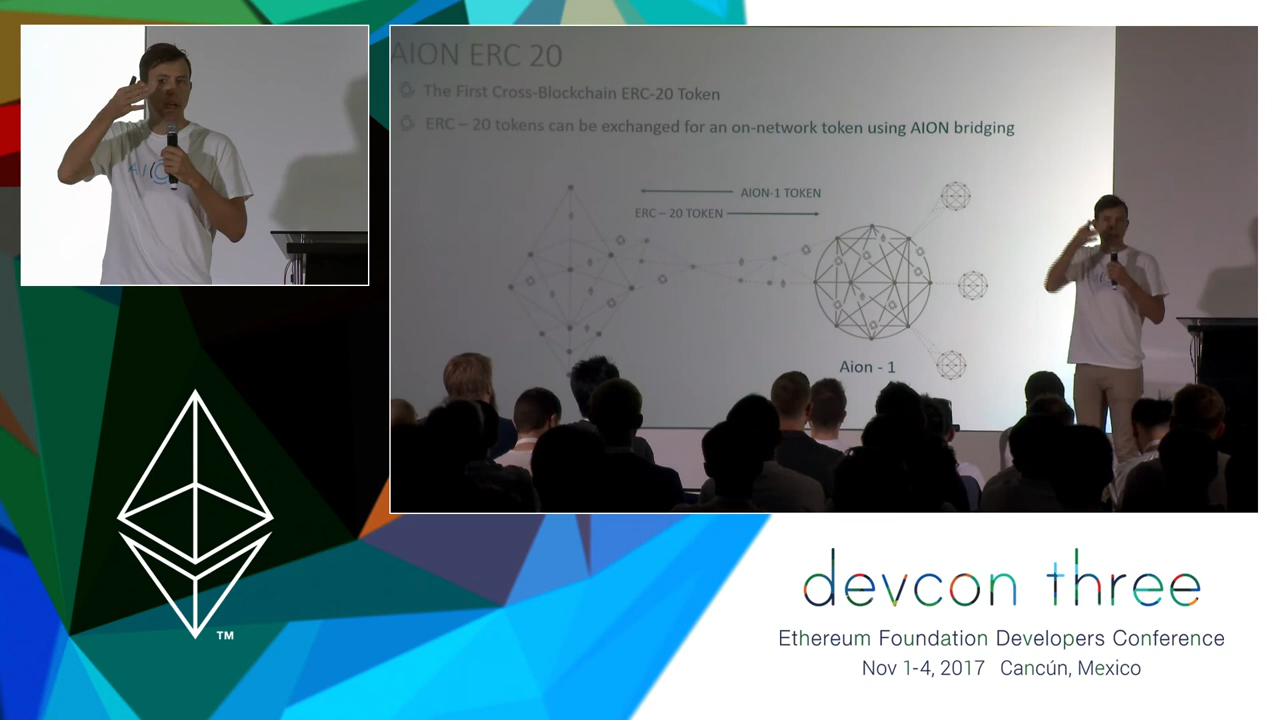 AION ERC 20
The First Cross-Blockchain ERC-20 Token
ERC – 20 tokens can be exchanged for an on-network token using AION bridging
AION-1 TOKEN
ERC – 20 TOKEN
Aion - 1
TM
devcon three
Ethereum Foundation Developers Conference
Nov 1-4, 2017 Cancún, Mexico